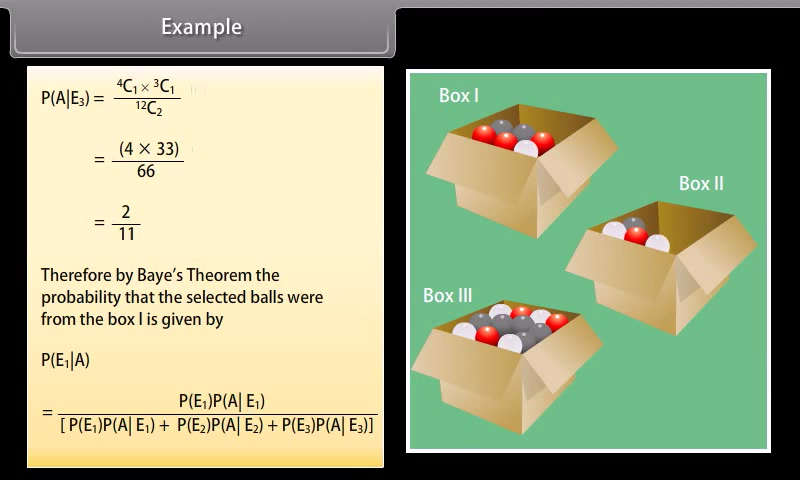 Example
P(A|E₃) = ⁴C₁ × ³C₁ / ¹²C₂
= (4 × 33) / 66
= 2 / 11
Therefore by Baye's Theorem the
probability that the selected balls were
from the box I is given by
P(E₁|A)
= P(E₁)P(A| E₁) / [ P(E₁)P(A| E₁) + P(E₂)P(A| E₂) + P(E₃)P(A| E₃)]
Box I
Box II
Box III